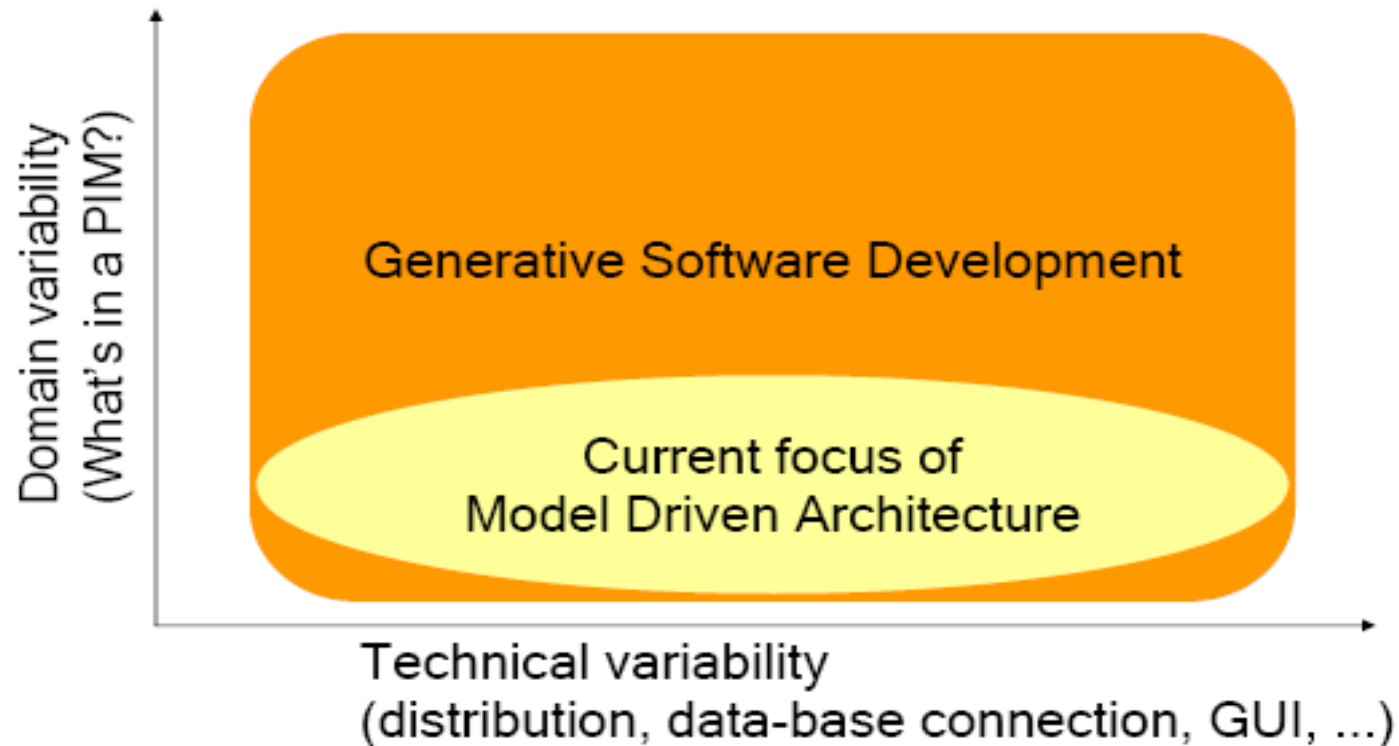 Domain variability
(What's in a PIM?)
Generative Software Development
Current focus of
Model Driven Architecture
Technical variability
(distribution, data-base connection, GUI, ...)